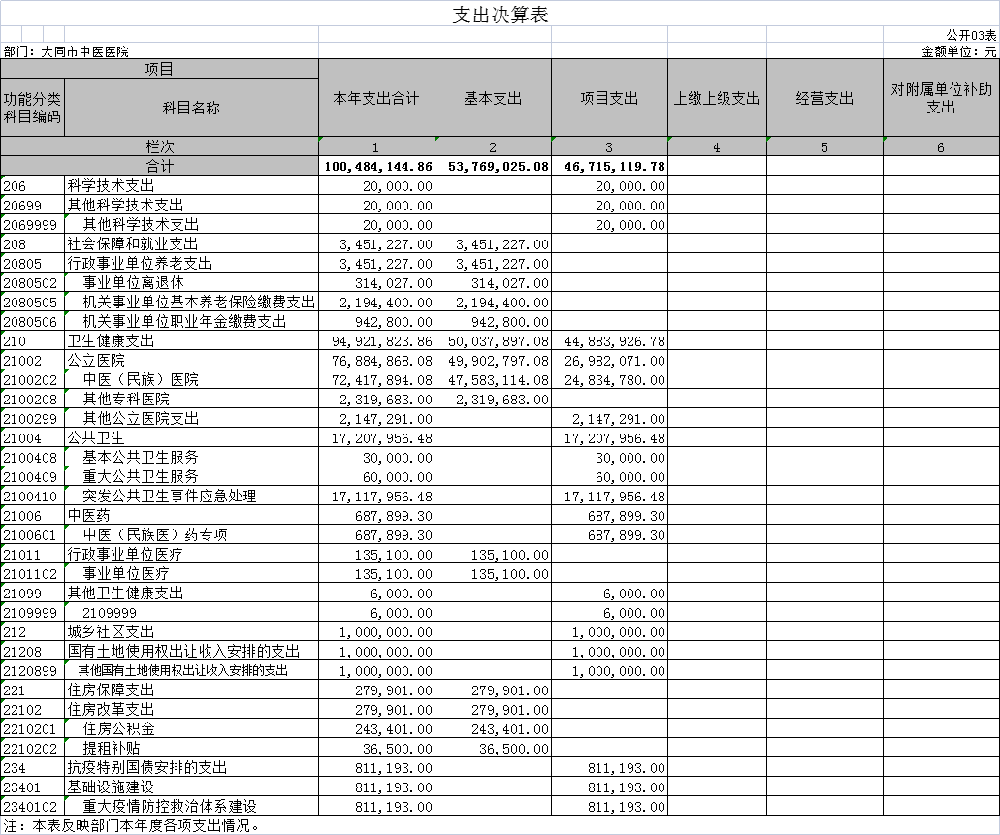 支出决算表
公开03表
部门：大同市中医医院 金额单位：元
项目 本年支出合计 基本支出 项目支出 上缴上级支出 经营支出 对附属单位补助支出
功能分类科目编码 科目名称
栏次 1 2 3 4 5 6
合计 100,484,144.86 53,769,025.08 46,715,119.78
206 科学技术支出 20,000.00 20,000.00
20699 其他科学技术支出 20,000.00 20,000.00
2069999 其他科学技术支出 20,000.00 20,000.00
208 社会保障和就业支出 3,451,227.00 3,451,227.00
20805 行政事业单位养老支出 3,451,227.00 3,451,227.00
2080502 事业单位离退休 314,027.00 314,027.00
2080505 机关事业单位基本养老保险缴费支出 2,194,400.00 2,194,400.00
2080506 机关事业单位职业年金缴费支出 942,800.00 942,800.00
210 卫生健康支出 94,921,823.86 50,037,897.08 44,883,926.78
21002 公立医院 76,884,868.08 49,902,797.08 26,982,071.00
2100202 中医（民族）医院 72,417,894.08 47,583,114.08 24,834,780.00
2100208 其他专科医院 2,319,683.00 2,319,683.00
2100299 其他公立医院支出 2,147,291.00 2,147,291.00
21004 公共卫生 17,207,956.48 17,207,956.48
2100408 基本公共卫生服务 30,000.00 30,000.00
2100409 重大公共卫生服务 60,000.00 60,000.00
2100410 突发公共卫生事件应急处理 17,117,956.48 17,117,956.48
21006 中医药 687,899.30 687,899.30
2100601 中医（民族医）药专项 687,899.30 687,899.30
21011 行政事业单位医疗 135,100.00 135,100.00
2101102 事业单位医疗 135,100.00 135,100.00
21099 其他卫生健康支出 6,000.00 6,000.00
2109999 2109999 6,000.00 6,000.00
212 城乡社区支出 1,000,000.00 1,000,000.00
21208 国有土地使用权出让收入安排的支出 1,000,000.00 1,000,000.00
2120899 其他国有土地使用权出让收入安排的支出 1,000,000.00 1,000,000.00
221 住房保障支出 279,901.00 279,901.00
22102 住房改革支出 279,901.00 279,901.00
2210201 住房公积金 243,401.00 243,401.00
2210202 提租补贴 36,500.00 36,500.00
234 抗疫特别国债安排的支出 811,193.00 811,193.00
23401 基础设施建设 811,193.00 811,193.00
2340102 重大疫情防控救治体系建设 811,193.00 811,193.00
注：本表反映部门本年度各项支出情况。